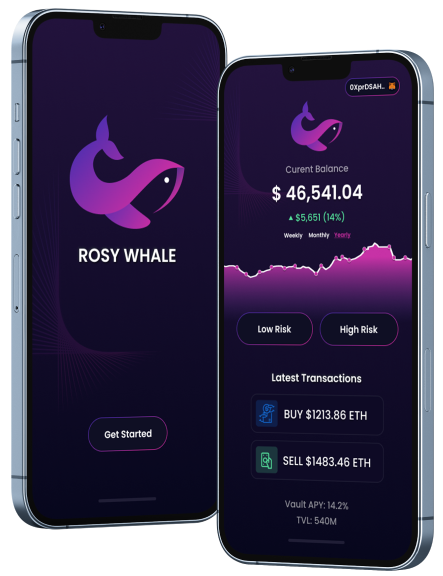 ROSY WHALE
Get Started
0XprDSAH..
Curent Balance
$ 46,541.04
$5,651 (14%)
Weekly Monthly Yearly
Low Risk High Risk
Latest Transactions
BUY $1213.86 ETH
SELL $1483.46 ETH
Vault APY: 14.2%
TVL: 540M